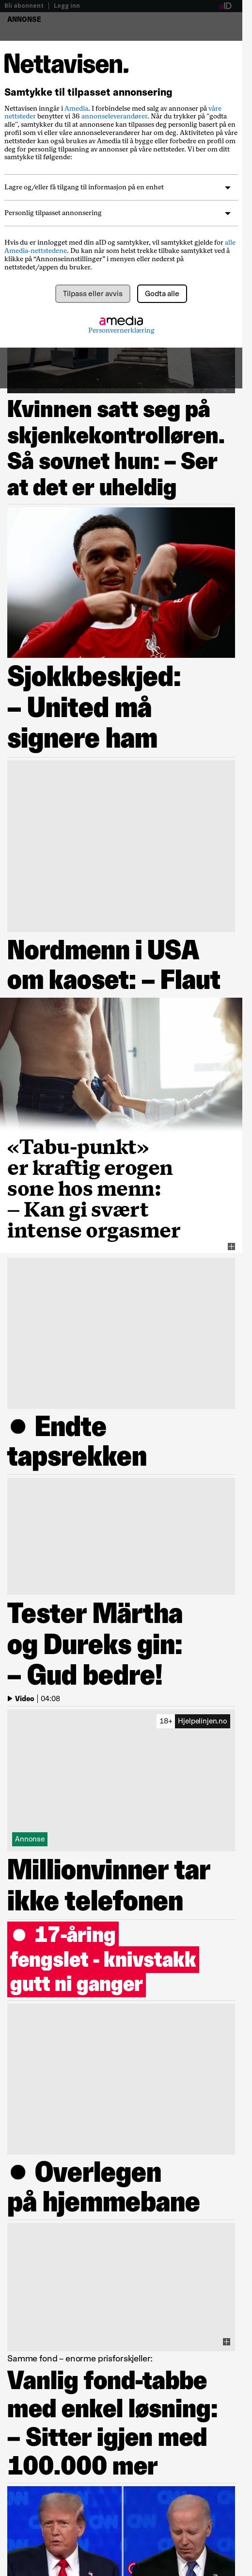 Bli abonnent | Logg inn
aID
ANNONSE
Nettavisen.
Samtykke til tilpasset annonsering
Nettavisen inngår i Amedia. I forbindelse med salg av annonser på våre
nettsteder benytter vi 36 annonseleverandører. Når du trykker på "godta
alle", samtykker du til at annonsene kan tilpasses deg personlig basert på en
profil som vi eller våre annonseleverandører har om deg. Aktiviteten på våre
nettsteder kan også brukes av Amedia til å bygge eller forbedre en profil om
deg for personlig tilpasning av annonser på våre nettsteder. Vi ber om ditt
samtykke til følgende:
Lagre og/eller få tilgang til informasjon på en enhet
Personlig tilpasset annonsering
Hvis du er innlogget med din aID og samtykker, vil samtykket gjelde for alle
Amedia-nettstedene. Du kan når som helst trekke tilbake samtykket ved å
klikke på “Annonseinnstillinger” i menyen eller nederst på
nettstedet/appen du bruker.
Tilpass eller avvis
Godta alle
amedia
Personvernerklæring
Kvinnen satt seg på
skjenkekontrolløren.
Så sovnet hun: – Ser
at det er uheldig
Sjokkbeskjed:
– United må
signere ham
Nordmenn i USA
om kaoset: – Flaut
«Tabu-punkt»
er kraftig erogen
sone hos menn:
– Kan gi svært
intense orgasmer
Endte
tapsrekken
Tester Märtha
og Dureks gin:
– Gud bedre!
Video | 04:08
18+ Hjelpelinjen.no
Annonse
Millionvinner tar
ikke telefonen
17-åring
fengslet - knivstakk
gutt ni ganger
Overlegen
på hjemmebane
Samme fond – enorme prisforskjeller:
Vanlig fond-tabbe
med enkel løsning:
– Sitter igjen med
100.000 mer